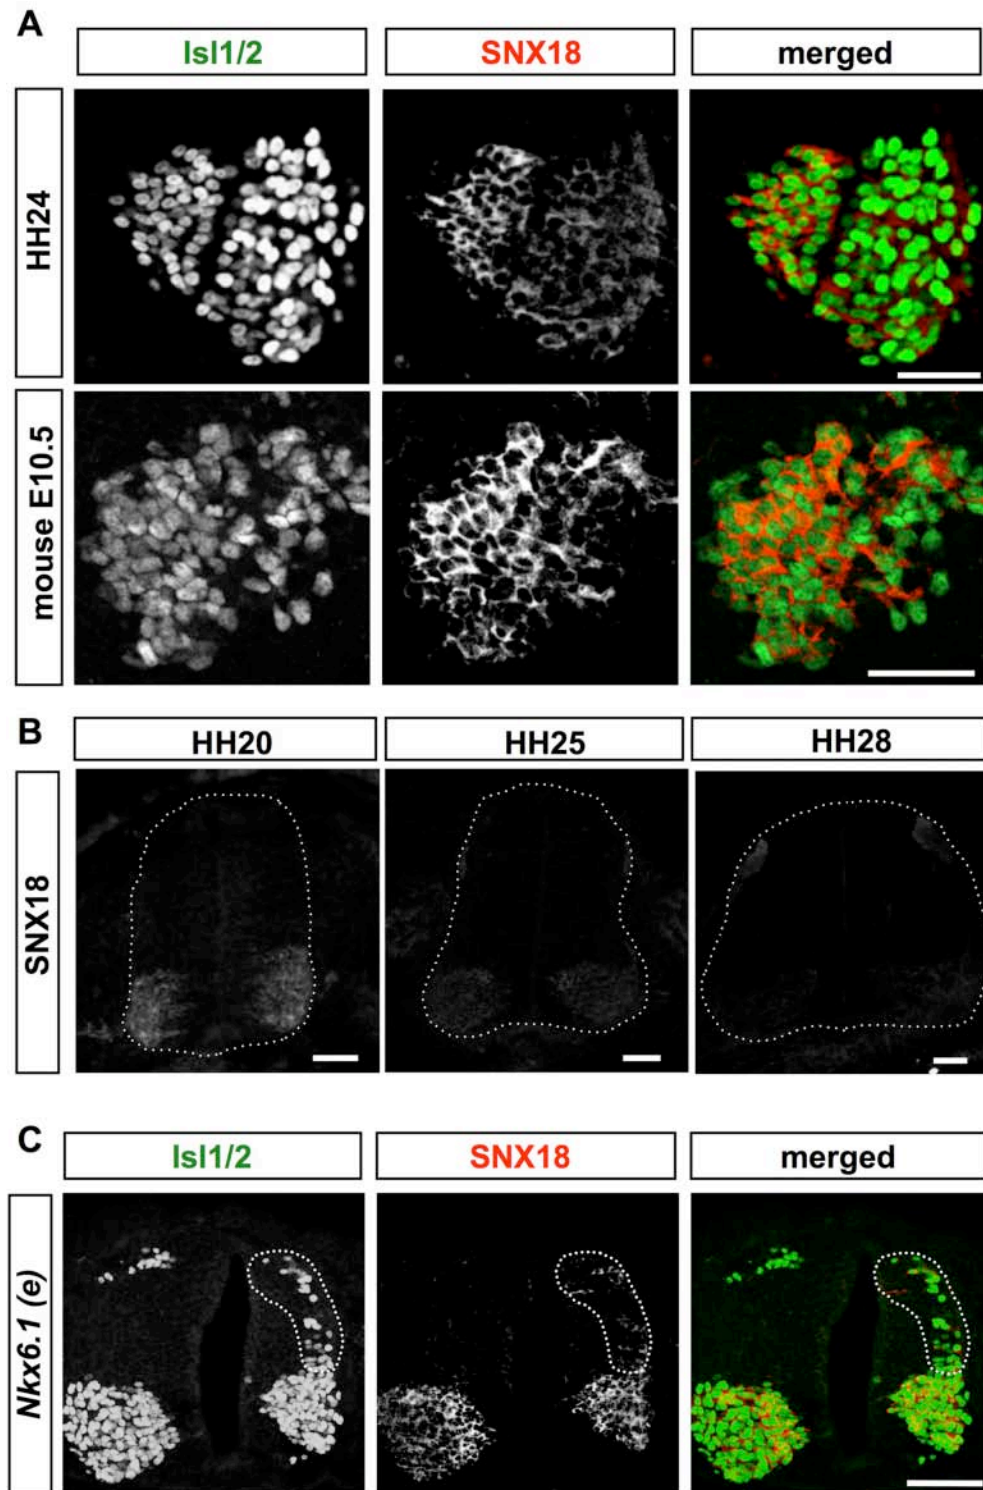 A
Isl1/2 SNX18 merged
HH24
mouse E10.5
B
HH20 HH25 HH28
SNX18
C
Isl1/2 SNX18 merged
Nkx6.1 (e)